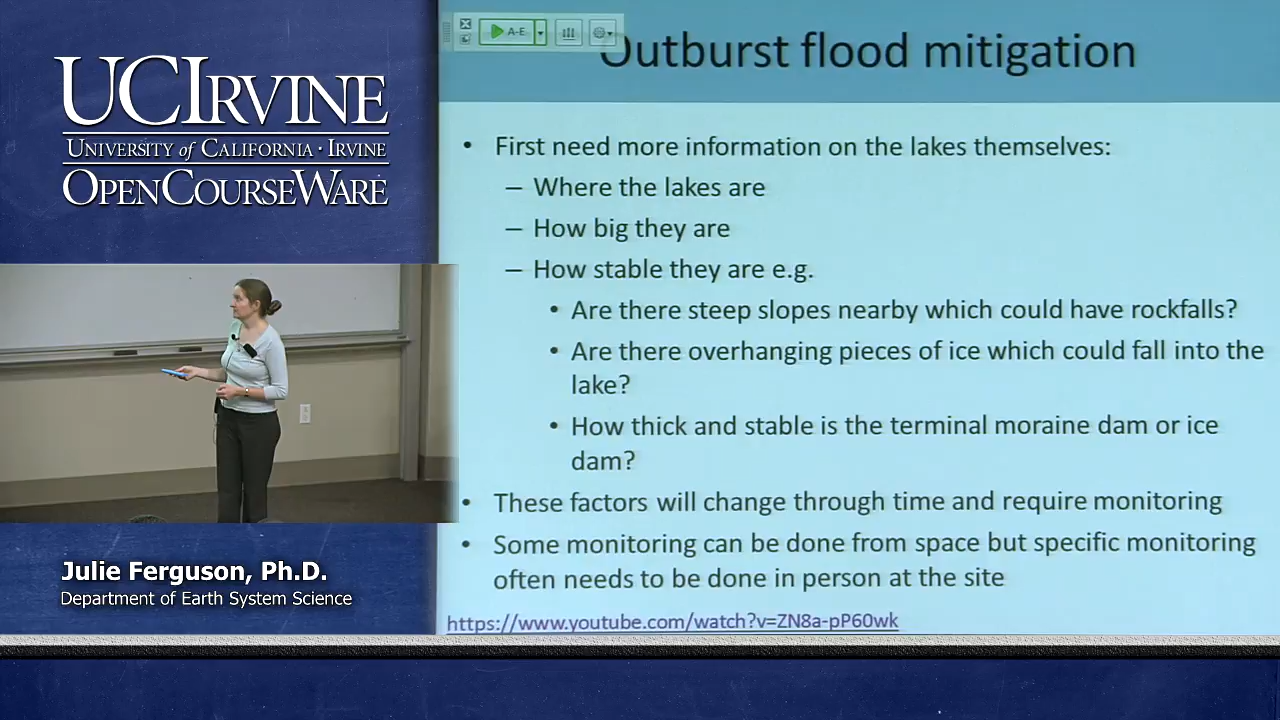 UCIRVINE
UNIVERSITY of CALIFORNIA · IRVINE
OPENCOURSEWARE
A-E
Outburst flood mitigation
• First need more information on the lakes themselves:
– Where the lakes are
– How big they are
– How stable they are e.g.
• Are there steep slopes nearby which could have rockfalls?
• Are there overhanging pieces of ice which could fall into the
lake?
• How thick and stable is the terminal moraine dam or ice
dam?
• These factors will change through time and require monitoring
• Some monitoring can be done from space but specific monitoring
often needs to be done in person at the site
https://www.youtube.com/watch?v=ZN8a-pP60wk
Julie Ferguson, Ph.D.
Department of Earth System Science